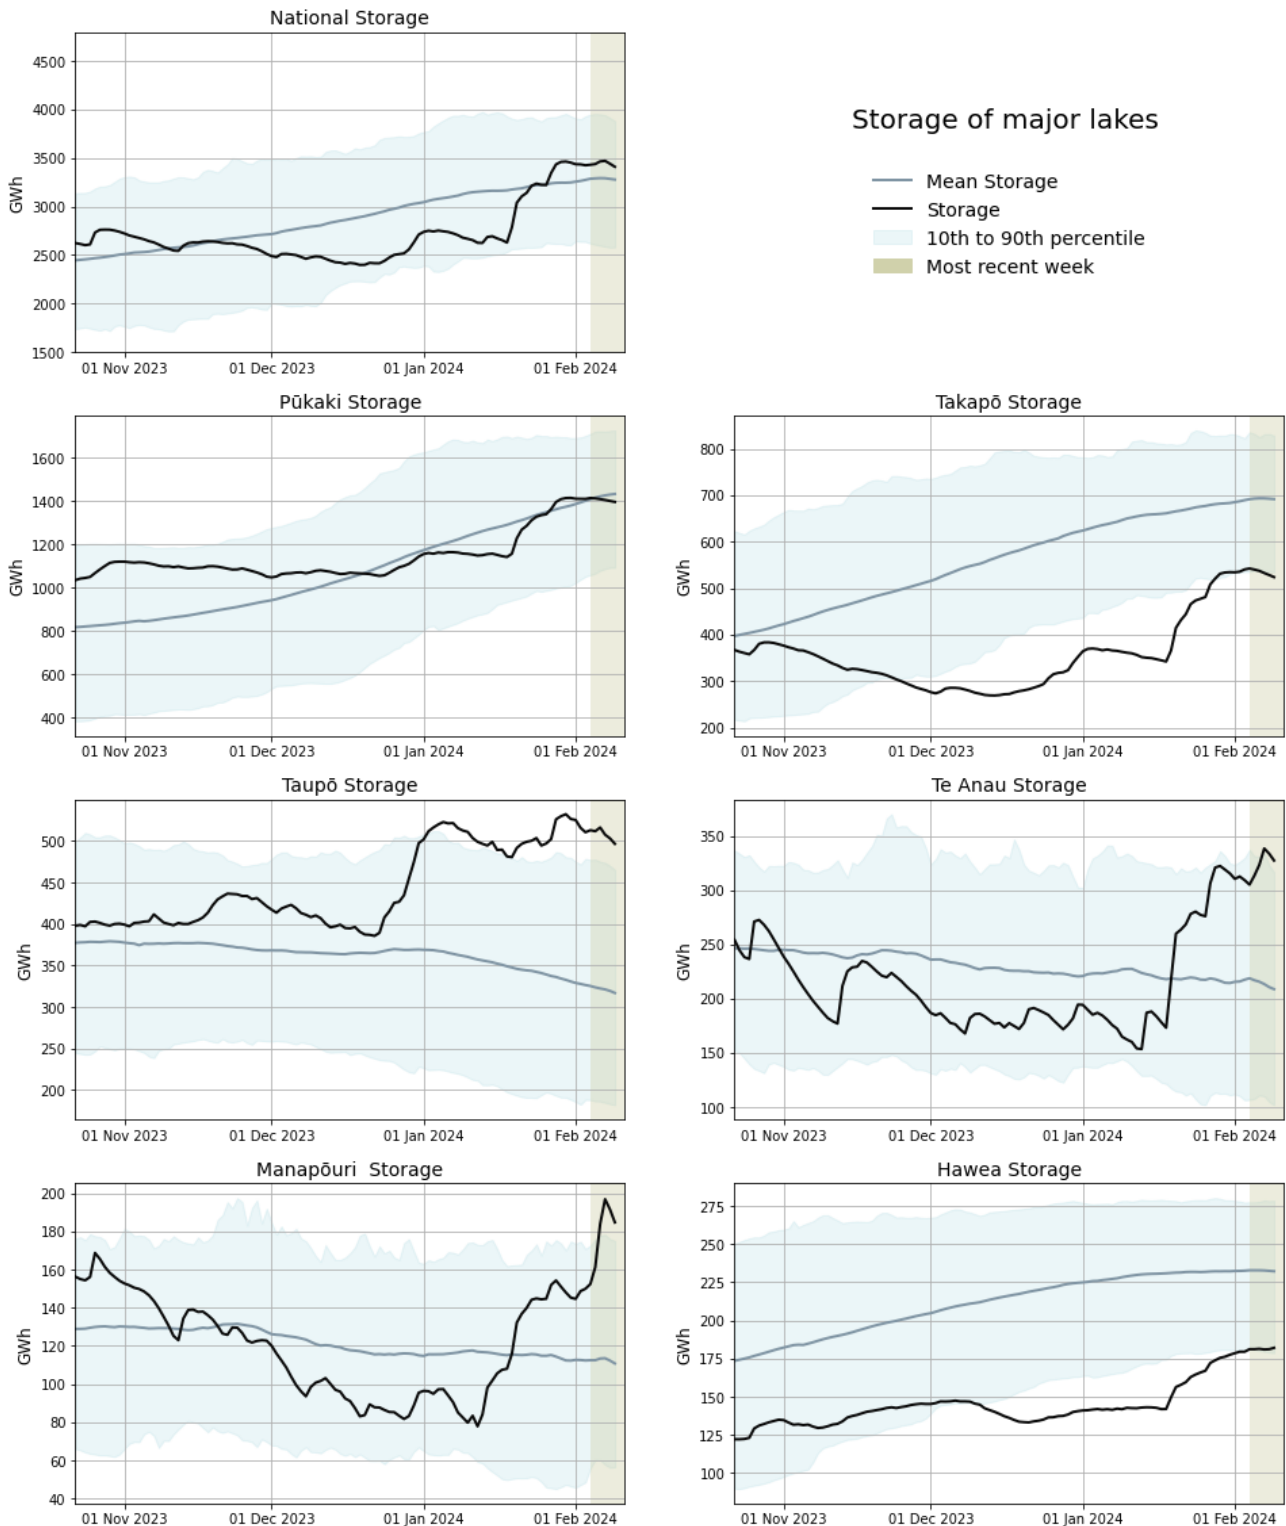 National Storage
GWh
4500
4000
3500
3000
2500
2000
1500
01 Nov 2023
01 Dec 2023
01 Jan 2024
01 Feb 2024
Storage of major lakes
Mean Storage
Storage
10th to 90th percentile
Most recent week
Pūkaki Storage
GWh
1600
1400
1200
1000
800
600
400
01 Nov 2023
01 Dec 2023
01 Jan 2024
01 Feb 2024
Takapō Storage
GWh
800
700
600
500
400
300
200
01 Nov 2023
01 Dec 2023
01 Jan 2024
01 Feb 2024
Taupō Storage
GWh
500
450
400
350
300
250
200
01 Nov 2023
01 Dec 2023
01 Jan 2024
01 Feb 2024
Te Anau Storage
GWh
350
300
250
200
150
100
01 Nov 2023
01 Dec 2023
01 Jan 2024
01 Feb 2024
Manapōuri Storage
GWh
200
180
160
140
120
100
80
60
40
01 Nov 2023
01 Dec 2023
01 Jan 2024
01 Feb 2024
Hawea Storage
GWh
275
250
225
200
175
150
125
100
01 Nov 2023
01 Dec 2023
01 Jan 2024
01 Feb 2024